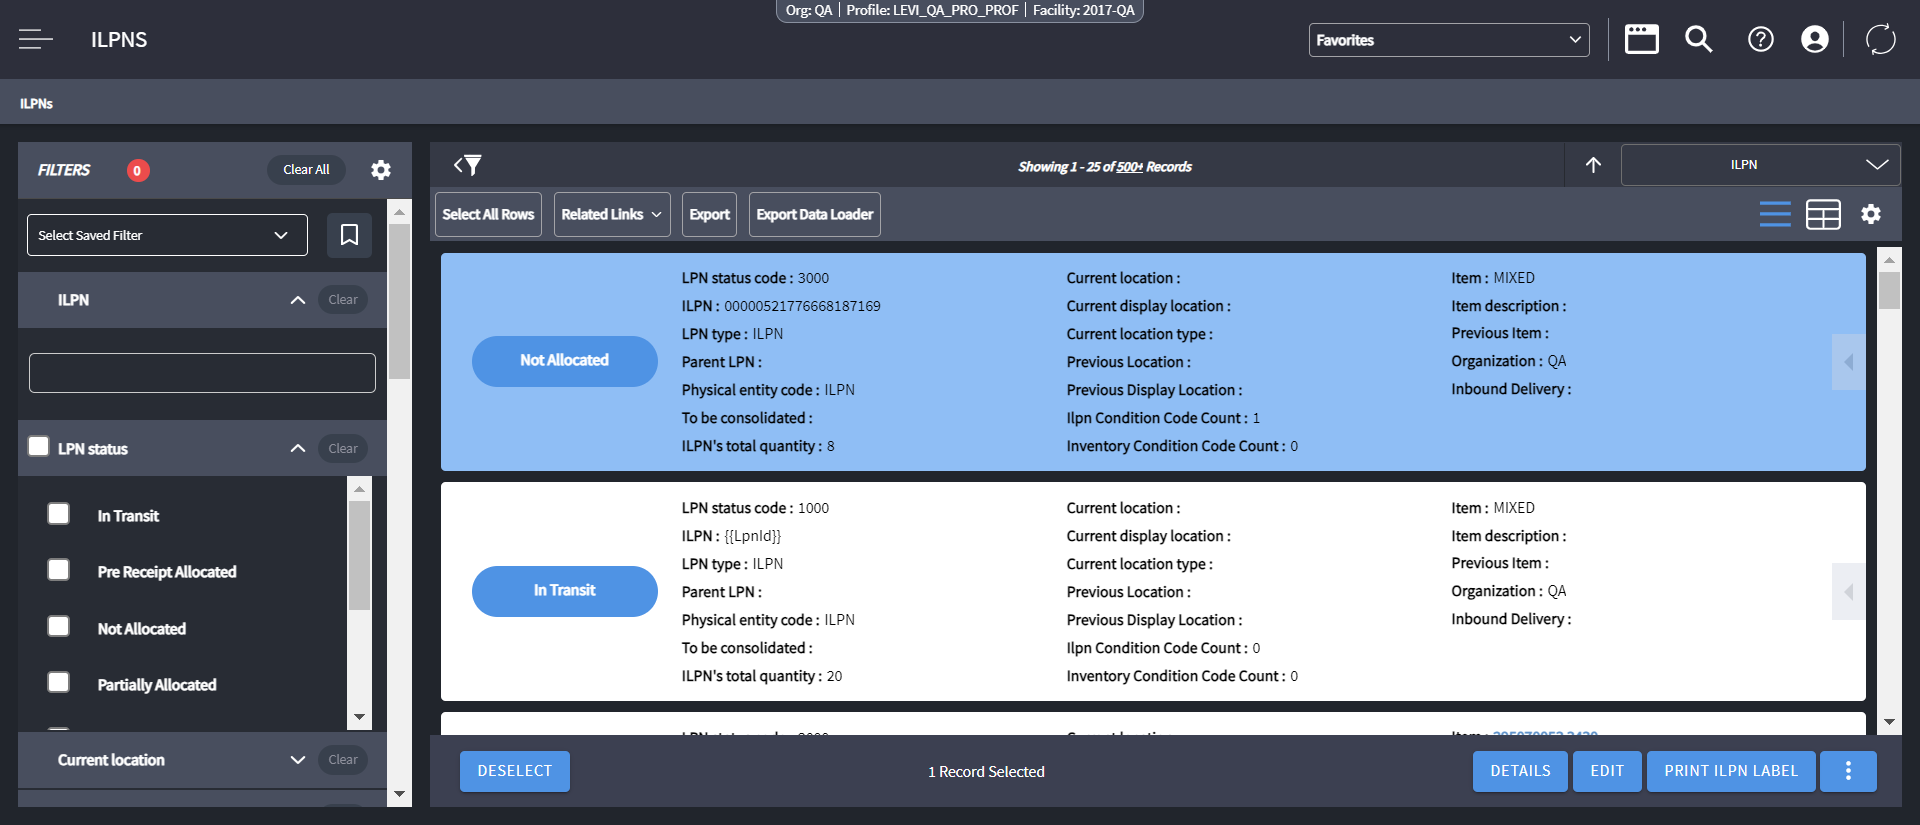 Org: QA | Profile: LEVI_QA_PRO_PROF | Facility: 2017-QA
ILPNS
Favorites
ILPNs
FILTERS
0
Clear All
Select Saved Filter
ILPN
Clear
LPN status
Clear
In Transit
Pre Receipt Allocated
Not Allocated
Partially Allocated
Current location
Clear
Showing 1 - 25 of 500+ Records
ILPN
Select All Rows
Related Links
Export
Export Data Loader
Not Allocated
LPN status code : 3000
ILPN : 00000521776668187169
LPN type : ILPN
Parent LPN :
Physical entity code : ILPN
To be consolidated :
ILPN's total quantity : 8
Current location :
Current display location :
Current location type :
Previous Location :
Previous Display Location :
Ilpn Condition Code Count : 1
Inventory Condition Code Count : 0
Item : MIXED
Item description :
Previous Item :
Organization : QA
Inbound Delivery :
In Transit
LPN status code : 1000
ILPN : {{LpnId}}
LPN type : ILPN
Parent LPN :
Physical entity code : ILPN
To be consolidated :
ILPN's total quantity : 20
Current location :
Current display location :
Current location type :
Previous Location :
Previous Display Location :
Ilpn Condition Code Count : 0
Inventory Condition Code Count : 0
Item : MIXED
Item description :
Previous Item :
Organization : QA
Inbound Delivery :
DESELECT
1 Record Selected
DETAILS
EDIT
PRINT ILPN LABEL